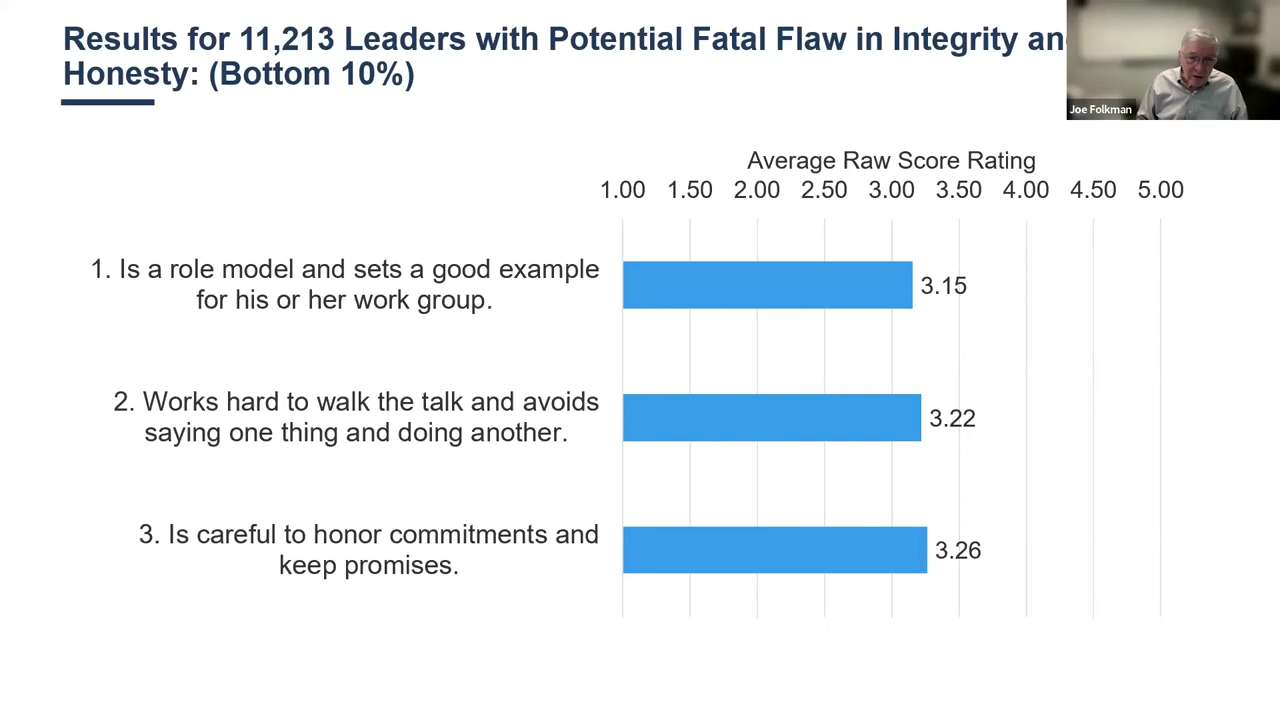 Results for 11,213 Leaders with Potential Fatal Flaw in Integrity
Honesty: (Bottom 10%)
Joe Folkman
Average Raw Score Rating
1.00 1.50 2.00 2.50 3.00 3.50 4.00 4.50 5.00
1. Is a role model and sets a good example
for his or her work group.
3.15
2. Works hard to walk the talk and avoids
saying one thing and doing another.
3.22
3. Is careful to honor commitments and
keep promises.
3.26